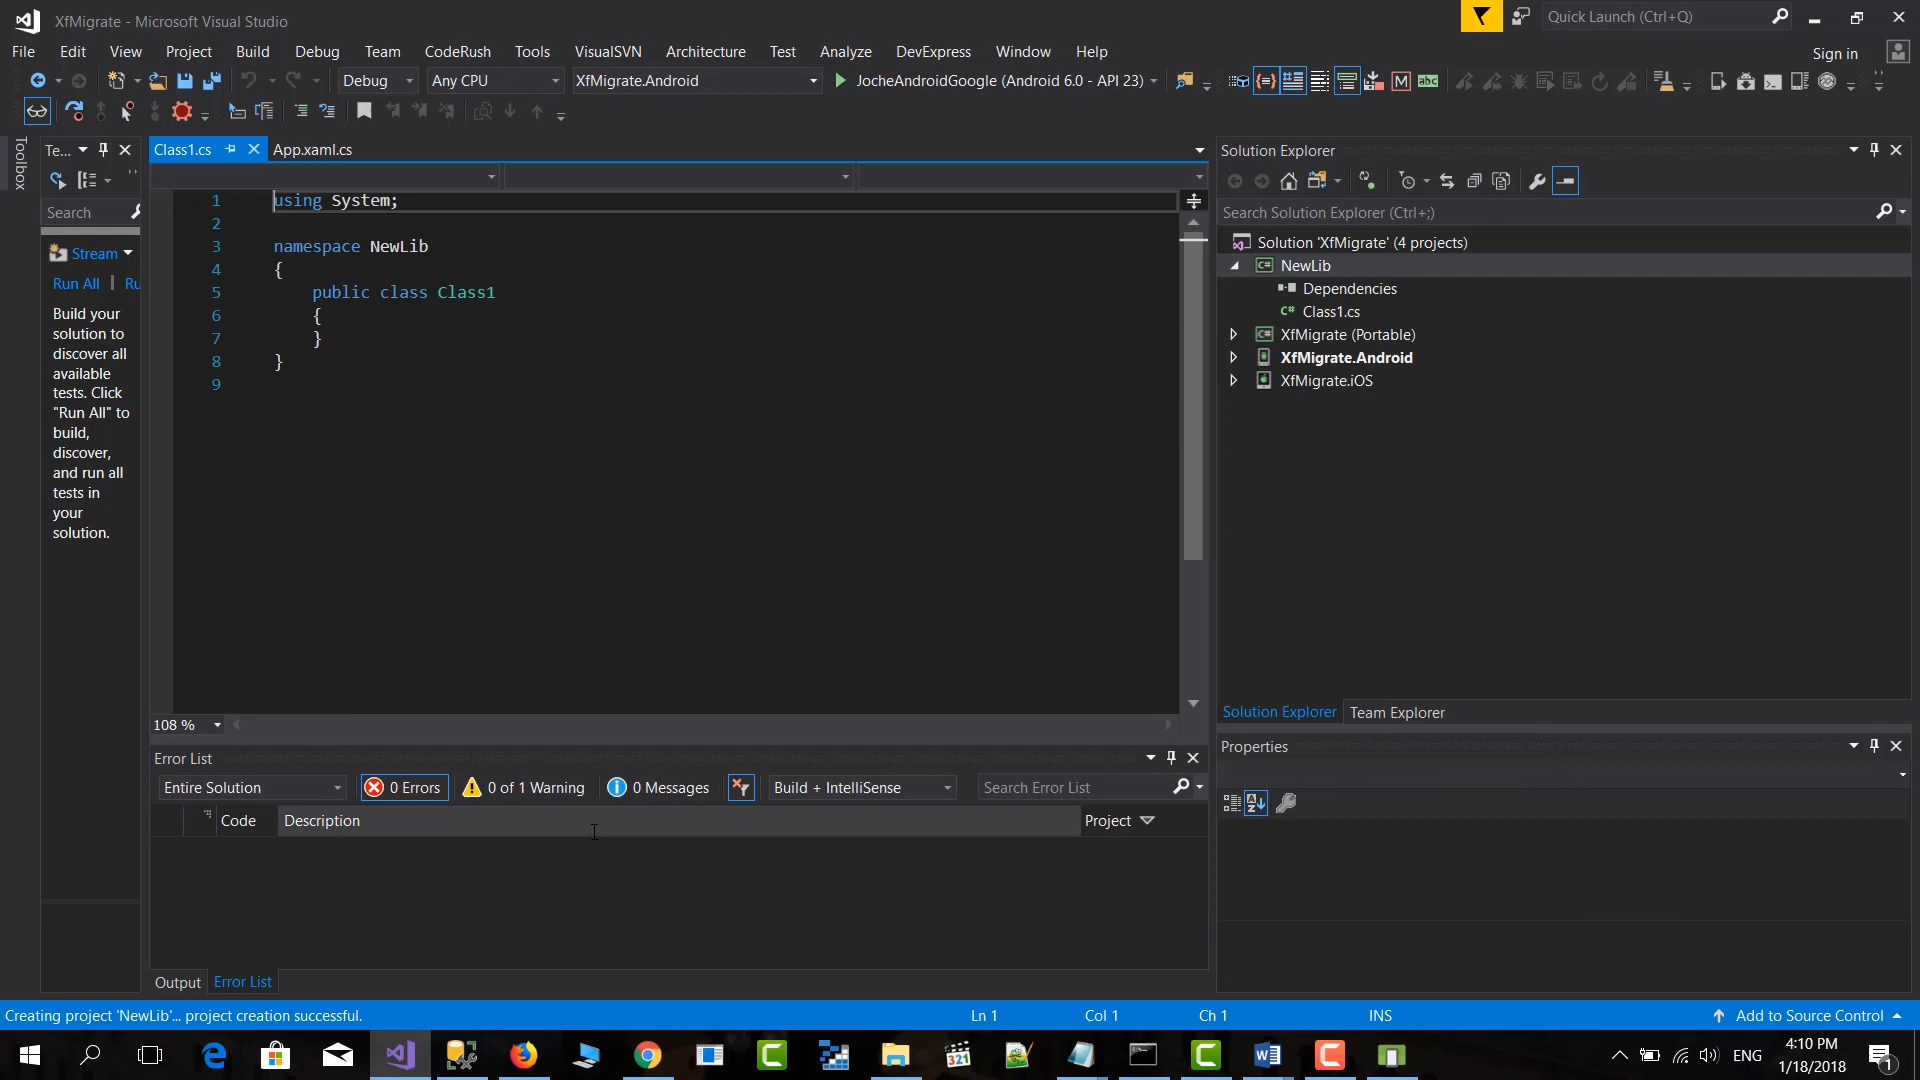 XfMigrate - Microsoft Visual Studio
Quick Launch (Ctrl+Q)
File Edit View Project Build Debug Team CodeRush Tools VisualSVN Architecture Test Analyze DevExpress Window Help
Sign in
Debug Any CPU XfMigrate.Android JocheAndroidGoogle (Android 6.0 - API 23)
Toolbox
Te...
Search
Stream
Run All | Ru
Build your
solution to
discover all
available
tests. Click
"Run All" to
build,
discover,
and run all
tests in
your
solution.
Class1.cs App.xaml.cs
1 using System;
2
3 namespace NewLib
4 {
5 public class Class1
6 {
7 }
8 }
9
108 %
Error List
Entire Solution 0 Errors 0 of 1 Warning 0 Messages Build + IntelliSense Search Error List
Code Description Project
Output Error List
Solution Explorer
Search Solution Explorer (Ctrl+;)
Solution 'XfMigrate' (4 projects)
C# NewLib
Dependencies
C# Class1.cs
C# XfMigrate (Portable)
XfMigrate.Android
XfMigrate.iOS
Solution Explorer Team Explorer
Properties
Creating project 'NewLib'... project creation successful.
Ln 1 Col 1 Ch 1 INS
Add to Source Control
ENG
4:10 PM
1/18/2018
1